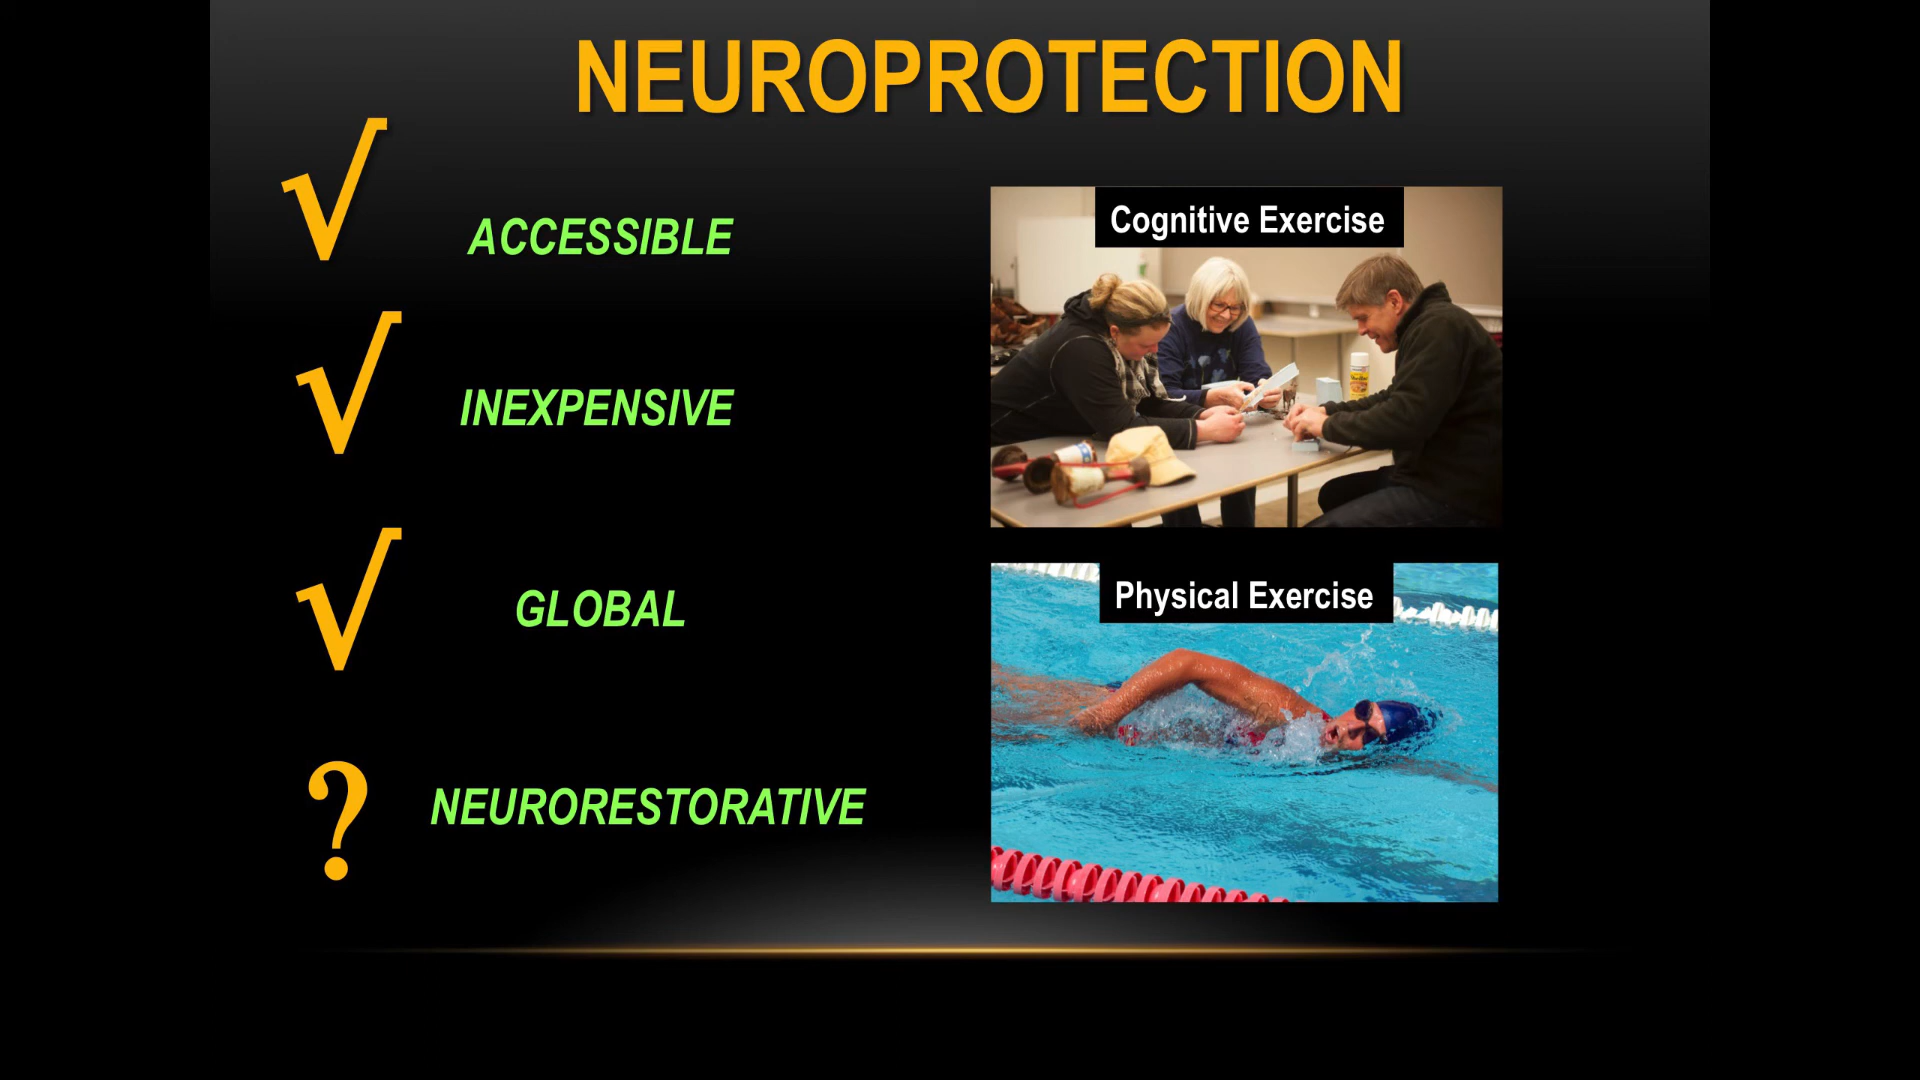 NEUROPROTECTION
√ ACCESSIBLE
√ INEXPENSIVE
√ GLOBAL
? NEURORESTORATIVE
Cognitive Exercise
Physical Exercise